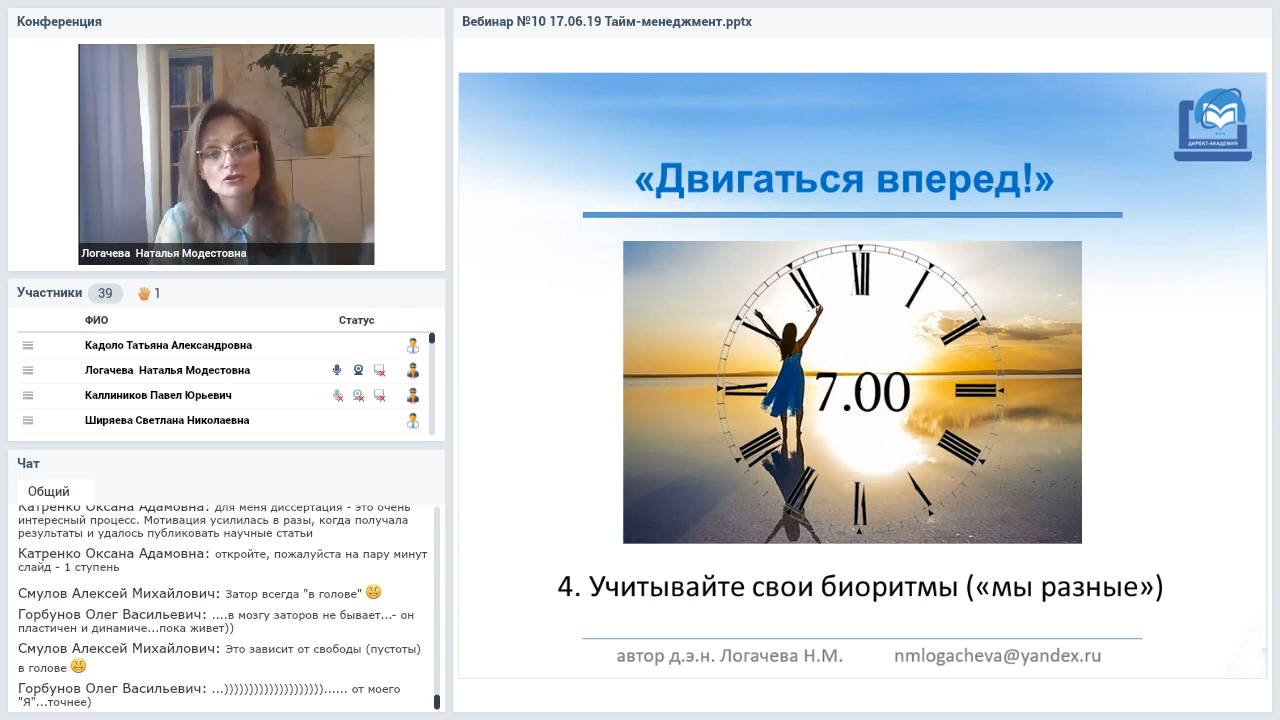 Конференция
Логачева  Наталья Модестовна
Участники 39 1
ФИО Статус
Кадоло Татьяна Александровна
Логачева  Наталья Модестовна
Каллиников Павел Юрьевич
Ширяева Светлана Николаевна
Чат
Общий
Катренко Оксана Адамовна: для меня диссертация - это очень
интересный процесс. Мотивация усилилась в разы, когда получала
результаты и удалось публиковать научные статьи
Катренко Оксана Адамовна: откройте, пожалуйста на пару минут
слайд - 1 ступень
Смулов Алексей Михайлович: Затор всегда "в голове"
Горбунов Олег Васильевич: ....в мозгу заторов не бывает...- он
пластичен и динамиче...пока живет))
Смулов Алексей Михайлович: Это зависит от свободы (пустоты)
в голове
Горбунов Олег Васильевич: ...))))))))))))))))))))...... от моего
"Я"...точнее)
Вебинар №10 17.06.19 Тайм-менеджмент.pptx
ДИРЕКТ-АКАДЕМИЯ
«Двигаться вперед!»
7.00
4. Учитывайте свои биоритмы («мы разные»)
автор д.э.н. Логачева Н.М. nmlogacheva@yandex.ru